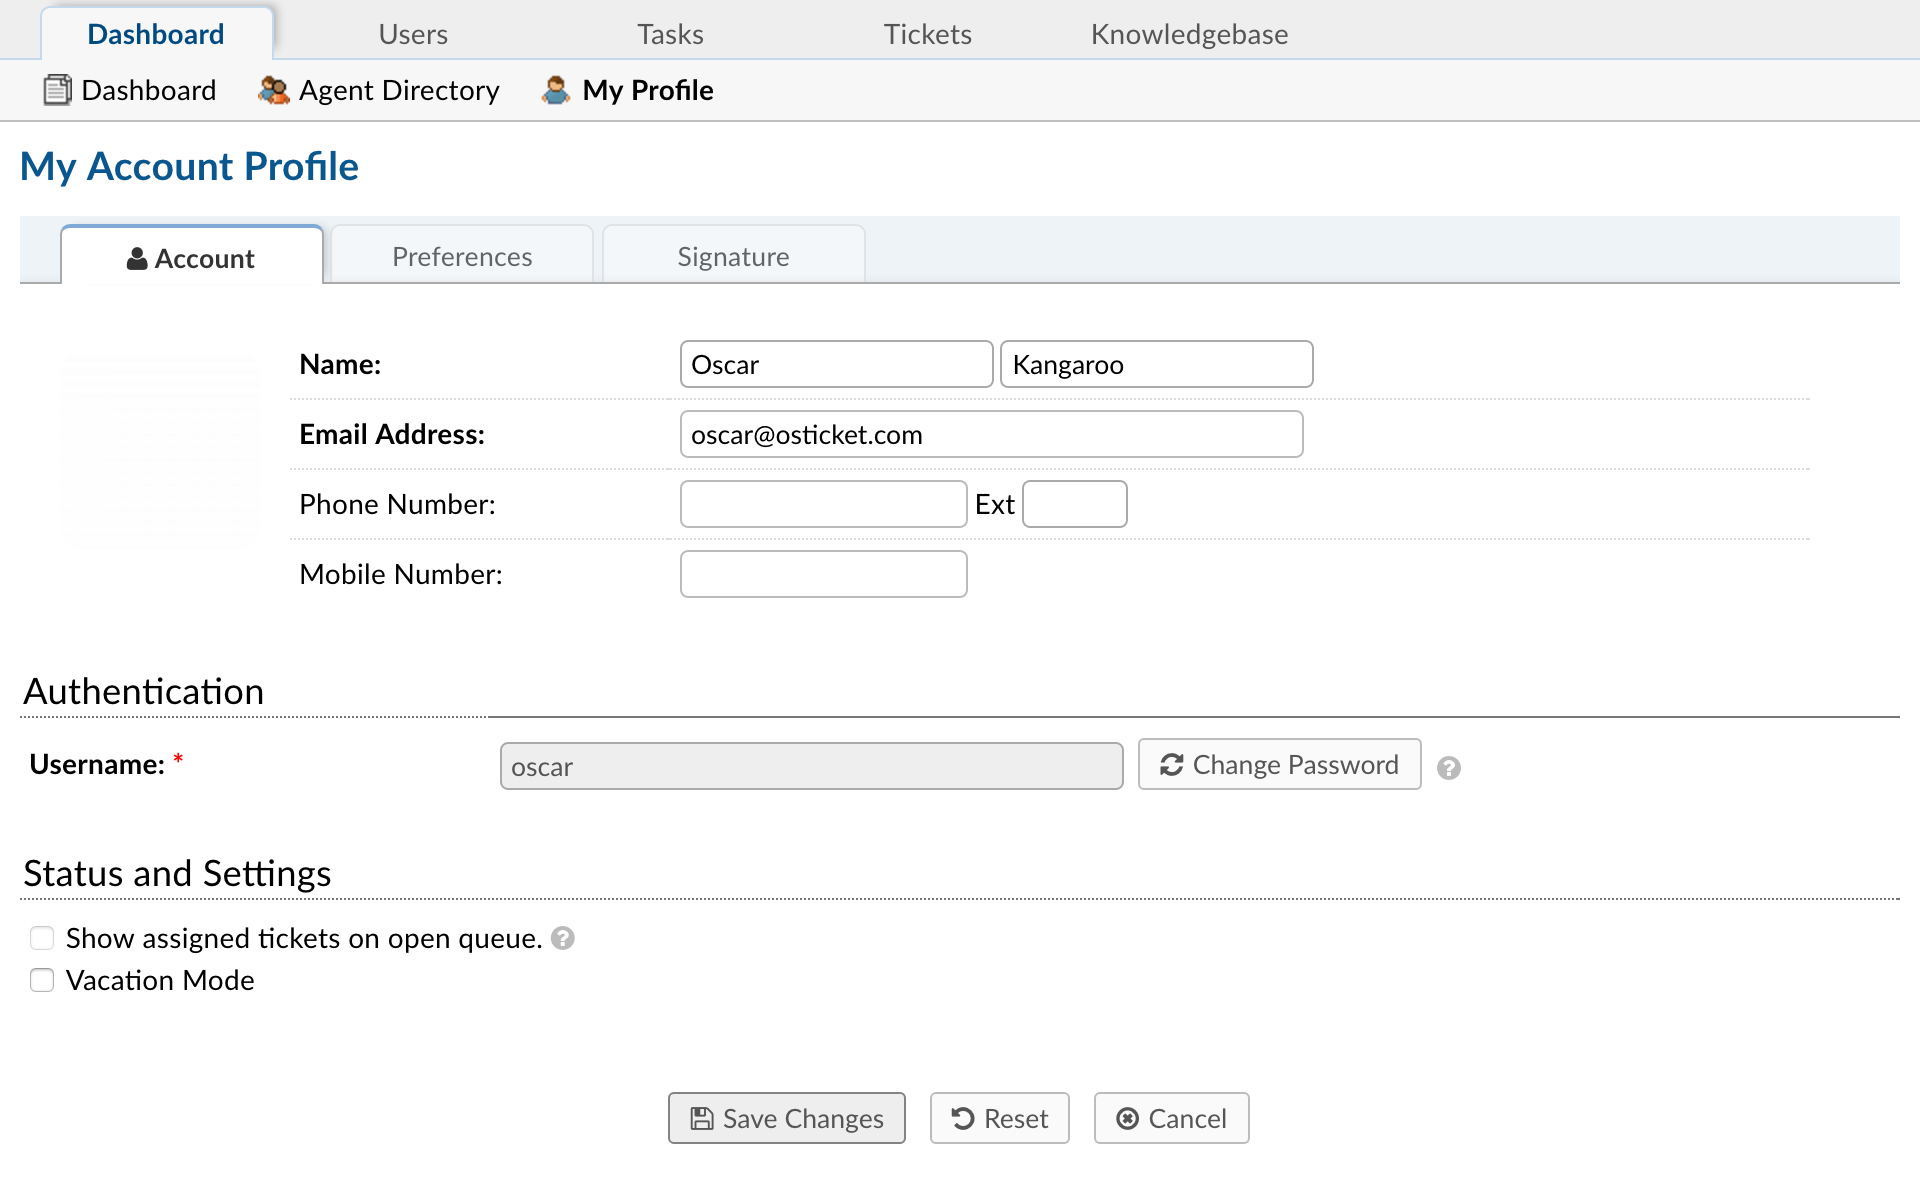 Dashboard Users Tasks Tickets Knowledgebase
Dashboard Agent Directory My Profile
My Account Profile
Account Preferences Signature
Name: Oscar Kangaroo
Email Address: oscar@osticket.com
Phone Number: Ext
Mobile Number:
Authentication
Username: * oscar Change Password ?
Status and Settings
Show assigned tickets on open queue. ?
Vacation Mode
Save Changes Reset Cancel